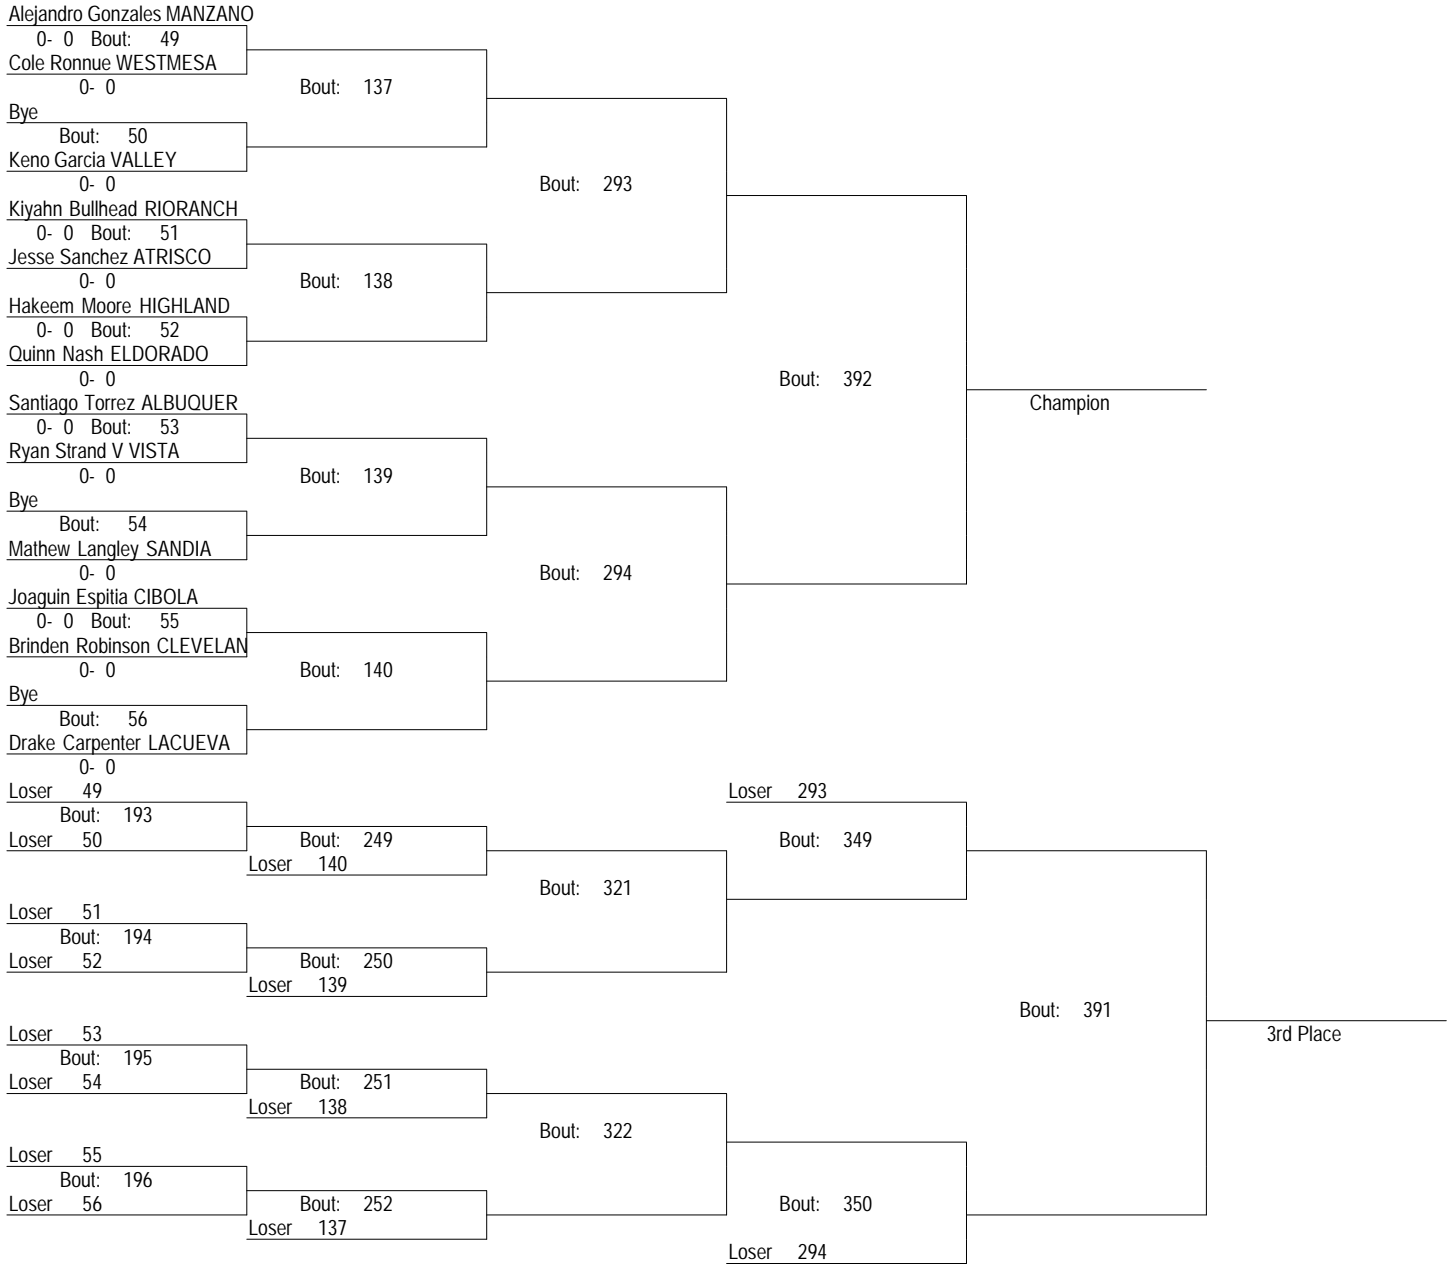 Alejandro Gonzales MANZANO
0- 0 Bout: 49
Cole Ronnue WESTMESA
0- 0
Bout: 137
Bye
Bout: 50
Keno Garcia VALLEY
0- 0
Bout: 293
Kiyahn Bullhead RIORANCH
0- 0 Bout: 51
Jesse Sanchez ATRISCO
0- 0
Bout: 138
Hakeem Moore HIGHLAND
0- 0 Bout: 52
Quinn Nash ELDORADO
0- 0
Bout: 392
Champion
Santiago Torrez ALBUQUER
0- 0 Bout: 53
Ryan Strand V VISTA
0- 0
Bout: 139
Bye
Bout: 54
Mathew Langley SANDIA
0- 0
Bout: 294
Joaquin Espitia CIBOLA
0- 0 Bout: 55
Brinden Robinson CLEVELAN
0- 0
Bout: 140
Bye
Bout: 56
Drake Carpenter LACUEVA
0- 0
Loser 49
Bout: 193
Loser 50
Bout: 249
Loser 140
Bout: 321
Loser 293
Bout: 349
Loser 51
Bout: 194
Loser 52
Bout: 250
Loser 139
Bout: 391
3rd Place
Loser 53
Bout: 195
Loser 54
Bout: 251
Loser 138
Bout: 322
Loser 55
Bout: 196
Loser 56
Bout: 252
Loser 137
Bout: 350
Loser 294